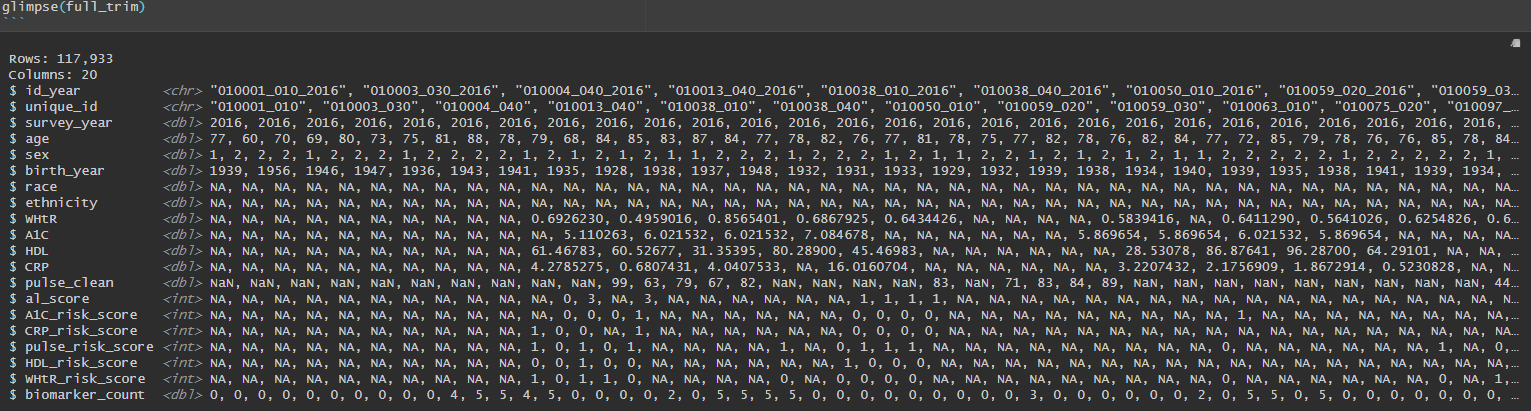 glimpse(full_trim)
```
Rows: 117,933
Columns: 20
$ id_year <chr> "010001_010_2016", "010003_030_2016", "010004_040_2016", "010013_040_2016", "010038_010_2016", "010038_040_2016", "010050_010_2016", "010059_020_2016", "010059_03…
$ unique_id <chr> "010001_010", "010003_030", "010004_040", "010013_040", "010038_010", "010038_040", "010050_010", "010059_020", "010059_030", "010063_010", "010075_020", "010097_…
$ survey_year <dbl> 2016, 2016, 2016, 2016, 2016, 2016, 2016, 2016, 2016, 2016, 2016, 2016, 2016, 2016, 2016, 2016, 2016, 2016, 2016, 2016, 2016, 2016, 2016, 2016, 2016, 2016, 2016, …
$ age <dbl> 77, 60, 70, 69, 80, 73, 75, 81, 88, 78, 79, 68, 84, 85, 83, 87, 84, 77, 78, 82, 76, 77, 81, 78, 75, 77, 82, 78, 76, 82, 84, 77, 72, 85, 79, 78, 76, 76, 85, 78, 84…
$ sex <dbl> 1, 2, 2, 2, 1, 2, 2, 2, 1, 2, 2, 2, 2, 1, 2, 1, 2, 1, 2, 1, 1, 2, 2, 2, 1, 2, 2, 2, 1, 2, 1, 1, 2, 2, 1, 2, 1, 2, 1, 2, 1, 1, 2, 1, 2, 2, 2, 2, 2, 1, 2, 2, 2, 2, 2, 1, …
$ birth_year <dbl> 1939, 1956, 1946, 1947, 1936, 1943, 1941, 1935, 1928, 1938, 1937, 1948, 1932, 1931, 1933, 1929, 1932, 1939, 1938, 1934, 1940, 1939, 1935, 1938, 1941, 1939, 1934, …
$ race <dbl> NA, NA, NA, NA, NA, NA, NA, NA, NA, NA, NA, NA, NA, NA, NA, NA, NA, NA, NA, NA, NA, NA, NA, NA, NA, NA, NA, NA, NA, NA, NA, NA, NA, NA, NA, NA, NA, NA, NA, NA, NA…
$ ethnicity <dbl> NA, NA, NA, NA, NA, NA, NA, NA, NA, NA, NA, NA, NA, NA, NA, NA, NA, NA, NA, NA, NA, NA, NA, NA, NA, NA, NA, NA, NA, NA, NA, NA, NA, NA, NA, NA, NA, NA, NA, NA, NA…
$ WHtR <dbl> NA, NA, NA, NA, NA, NA, NA, NA, NA, NA, 0.6926230, 0.4959016, 0.8565401, 0.6867925, 0.6434426, NA, NA, NA, NA, 0.5839416, NA, 0.6411290, 0.5641026, 0.6254826, 0.6…
$ A1C <dbl> NA, NA, NA, NA, NA, NA, NA, NA, NA, NA, 5.110263, 6.021532, 6.021532, 7.084678, NA, NA, NA, NA, NA, NA, 5.869654, 5.869654, 6.021532, 5.869654, NA, NA, NA, NA, …
$ HDL <dbl> NA, NA, NA, NA, NA, NA, NA, NA, NA, NA, 61.46783, 60.52677, 31.35395, 80.28900, 45.46983, NA, NA, NA, NA, NA, NA, 28.53078, 86.87641, 96.28700, 64.29101, NA, NA, …
$ CRP <dbl> NA, NA, NA, NA, NA, NA, NA, NA, NA, NA, 4.2785275, 0.6807431, 4.0407533, NA, 16.0160704, NA, NA, NA, NA, NA, NA, 3.2207432, 2.1756909, 1.8672914, 0.5230828, NA, N…
$ pulse_clean <dbl> NaN, NaN, NaN, NaN, NaN, NaN, NaN, NaN, NaN, NaN, 99, 63, 79, 67, 82, NaN, NaN, NaN, NaN, 83, NaN, 71, 83, 84, 89, NaN, NaN, NaN, NaN, NaN, NaN, NaN, NaN, NaN, 44…
$ al_score <int> NA, NA, NA, NA, NA, NA, NA, NA, NA, NA, NA, 0, 3, NA, 3, NA, NA, NA, NA, NA, NA, 1, 1, 1, 1, NA, NA, NA, NA, NA, NA, NA, NA, NA, NA, NA, NA, NA, NA, NA, NA, NA, …
$ A1C_risk_score <int> NA, NA, NA, NA, NA, NA, NA, NA, NA, NA, 0, 0, 0, 1, NA, NA, NA, NA, NA, NA, 0, 0, 0, 0, NA, NA, NA, NA, NA, NA, NA, NA, NA, 1, NA, NA, NA, NA, NA, NA, NA,…
$ CRP_risk_score <int> NA, NA, NA, NA, NA, NA, NA, NA, NA, NA, 1, 0, 0, NA, 1, NA, NA, NA, NA, NA, NA, 0, 0, 0, 0, NA, NA, NA, NA, NA, NA, NA, NA, NA, NA, NA, NA, NA, NA, NA, NA, NA…
$ pulse_risk_score <int> NA, NA, NA, NA, NA, NA, NA, NA, NA, NA, 1, 0, 1, 0, 1, NA, NA, NA, NA, 1, NA, 0, 1, 1, 1, NA, NA, NA, NA, NA, NA, NA, NA, NA, 0, NA, NA, NA, NA, NA, 1, NA, 0,…
$ HDL_risk_score <int> NA, NA, NA, NA, NA, NA, NA, NA, NA, NA, 0, 0, 1, 0, 0, NA, NA, NA, NA, NA, NA, 1, 0, 0, 0, NA, NA, NA, NA, NA, NA, NA, NA, NA, NA, NA, NA, NA, NA, NA, NA, NA,…
$ WHtR_risk_score <int> NA, NA, NA, NA, NA, NA, NA, NA, NA, NA, 1, 0, 1, 1, 0, NA, NA, NA, NA, 0, NA, 0, 0, 0, 0, NA, NA, NA, NA, NA, NA, NA, NA, 0, NA, NA, NA, NA, NA, NA, 0, NA, 1,…
$ biomarker_count <dbl> 0, 0, 0, 0, 0, 0, 0, 0, 0, 0, 4, 5, 5, 4, 5, 0, 0, 0, 0, 2, 0, 5, 5, 5, 5, 0, 0, 0, 0, 0, 0, 0, 0, 0, 3, 0, 0, 0, 0, 0, 0, 2, 0, 5, 5, 0, 5, 0, 0, 0, 0, 0, 0, 0, …